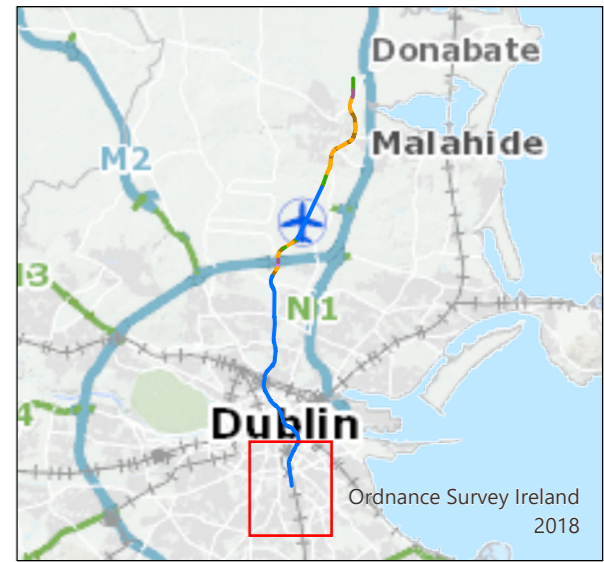 Donabate
Malahide
M2
N1
Dublin
Ordnance Survey Ireland
2018